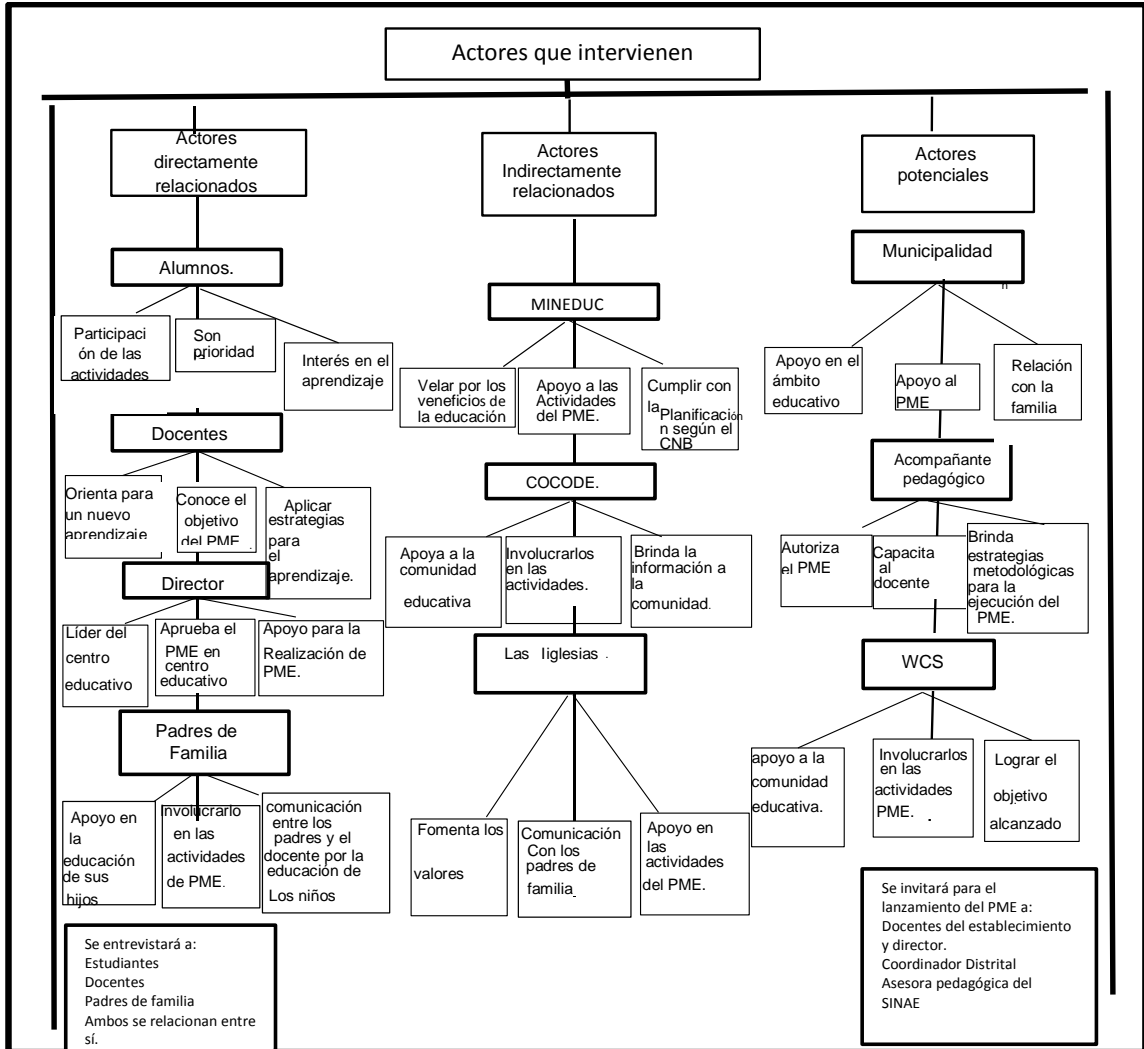 Actores que intervienen
Actores
directamente
relacionados
Alumnos.
Participaci
ón de las
actividades
Son
prioridad
Interés en el
aprendizaje
Docentes
Orienta para
un nuevo
aprendizaje
Conoce el
objetivo
del PME .
Aplicar
estrategias
para
el
aprendizaje.
Director
Líder del
centro
educativo
Aprueba el
PME en
centro
educativo
Apoyo para la
Realización de
PME.
Padres de
Familia
Apoyo en
la
educación
de sus
hijos
involucrarlo
en las
actividades
de PME.
comunicación
entre los
padres y el
docente por la
educación de
Los niños
Se entrevistará a:
Estudiantes
Docentes
Padres de familia
Ambos se relacionan entre
sí.
Actores
Indirectamente
relacionados
MINEDUC
Velar por los
veneficios de
la educación
Apoyo a las
Actividades
del PME.
Cumplir con
la
Planificación
n según el
CNB
COCODE.
Apoya a la
comunidad
educativa
Involucrarlos
en las
actividades.
Brinda la
información a
la
comunidad.
Las Iiglesias .
Fomenta los
valores
Comunicación
Con los
padres de
familia.
Apoyo en
las
actividades
del PME.
Actores
potenciales
Municipalidad
n
Apoyo en el
ámbito
educativo
Apoyo al
PME
Relación
con la
familia
Acompañante
pedagógico
Autoriza
el PME
Capacita
al
docente
Brinda
estrategias
metodológicas
para la
ejecución del
PME.
WCS
apoyo a la
comunidad
educativa.
Involucrarlos
en las
actividades
PME. .
Lograr el
objetivo
alcanzado
Se invitará para el
lanzamiento del PME a:
Docentes del establecimiento
y director.
Coordinador Distrital
Asesora pedagógica del
SINAE